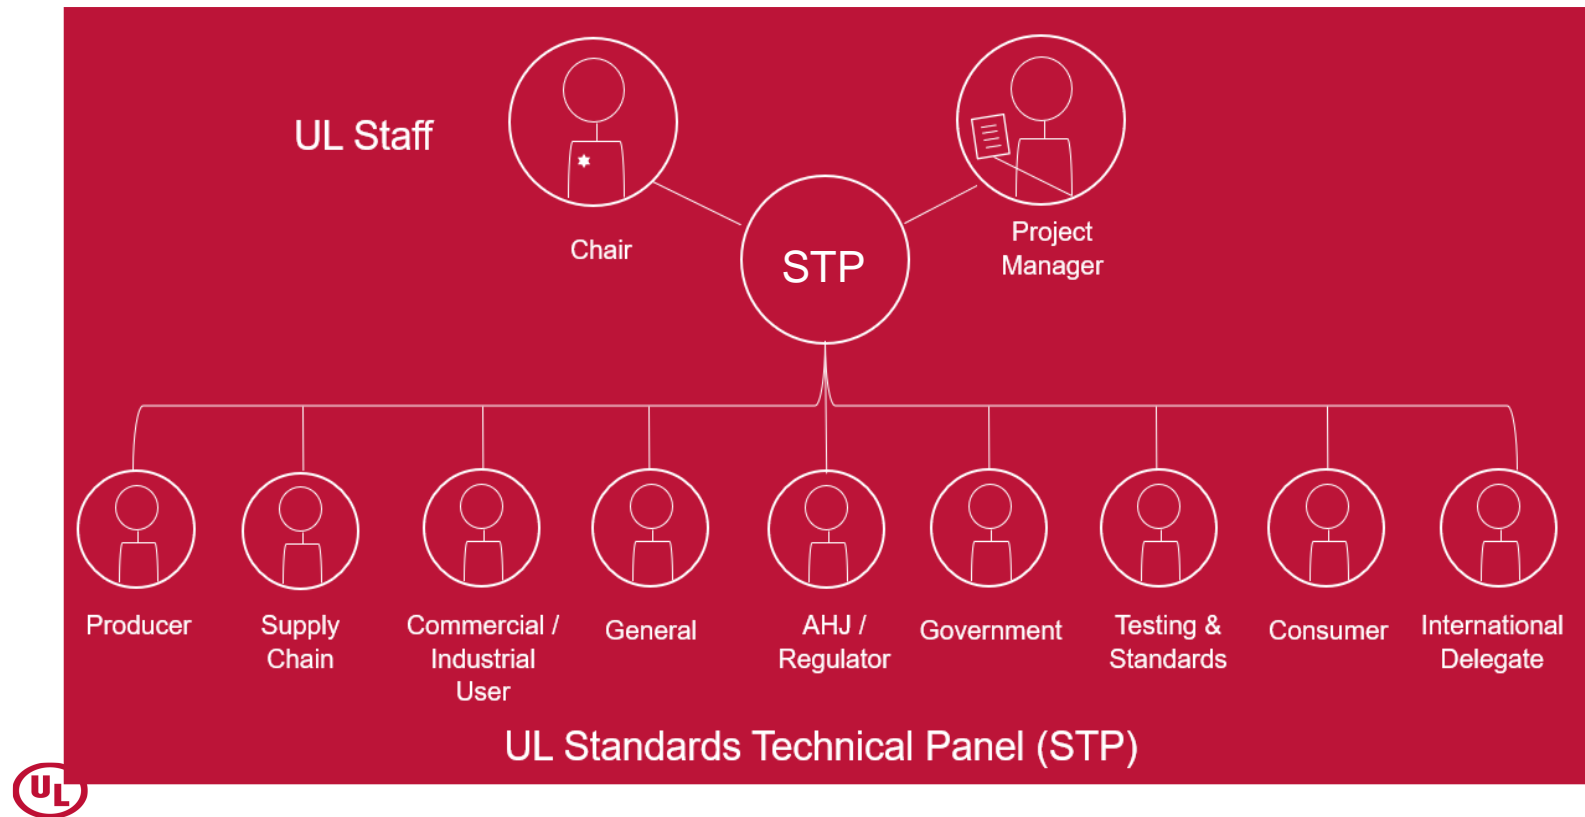 UL Staff
Chair
Project
Manager
STP
Producer
Supply
Chain
Commercial /
Industrial
User
General
AHJ /
Regulator
Government
Testing &
Standards
Consumer
International
Delegate
UL Standards Technical Panel (STP)
UL